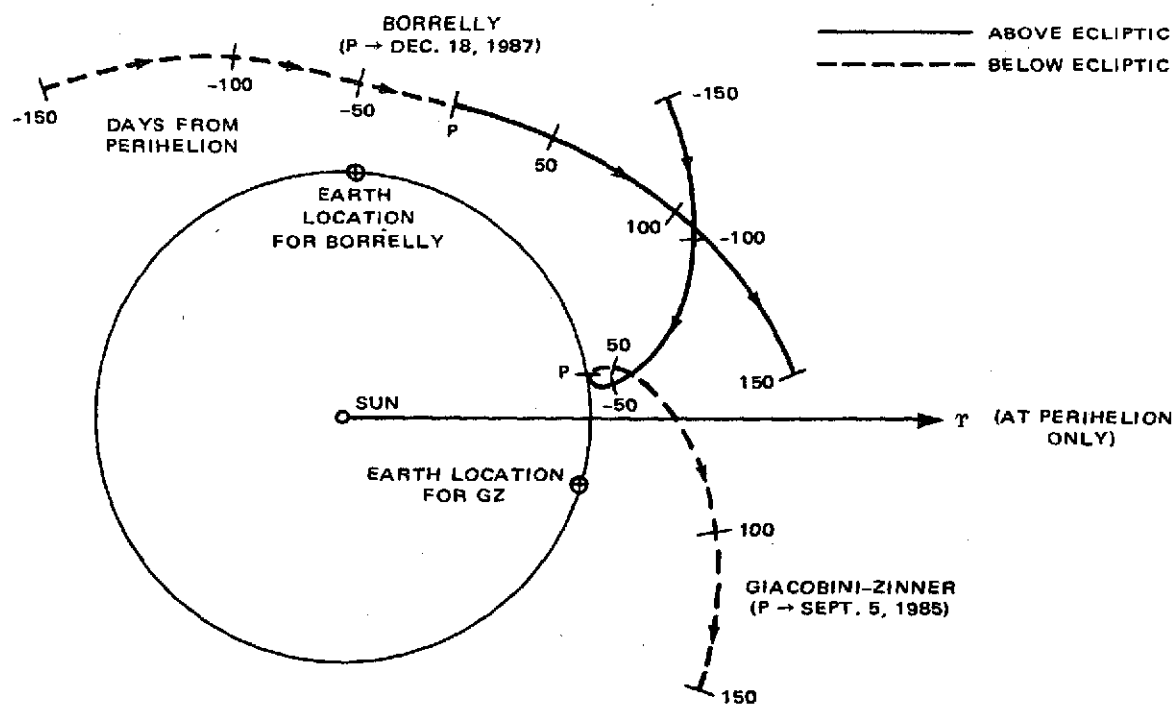 BORRELLY
(P → DEC. 18, 1987)
ABOVE ECLIPTIC
BELOW ECLIPTIC
-150
-100
-50
P
50
100
150
DAYS FROM
PERIHELION
-150
-100
EARTH
LOCATION
FOR BORRELLY
50
P
-50
SUN
♈ (AT PERIHELION
ONLY)
EARTH LOCATION
FOR GZ
100
GIACOBINI-ZINNER
(P → SEPT. 5, 1985)
150